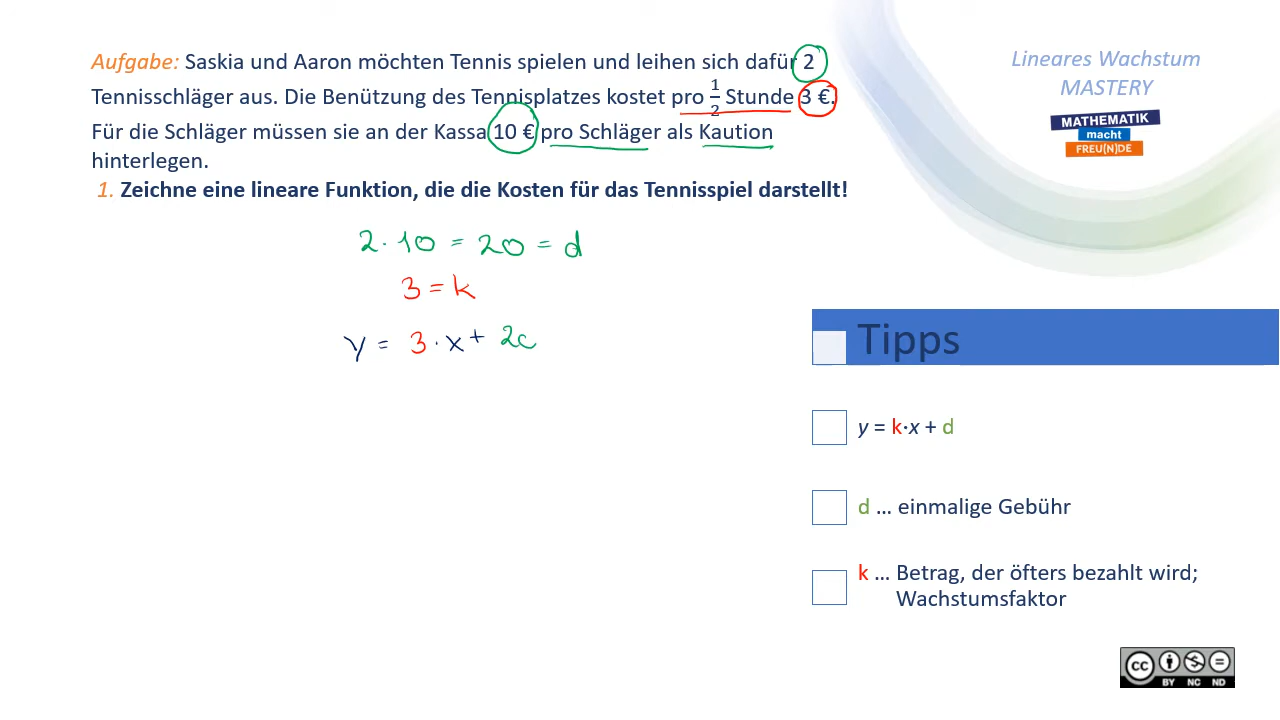 Aufgabe: Saskia und Aaron möchten Tennis spielen und leihen sich dafür 2
Tennisschläger aus. Die Benützung des Tennisplatzes kostet pro 1/2 Stunde 3 €.
Für die Schläger müssen sie an der Kassa 10 € pro Schläger als Kaution
hinterlegen.
1. Zeichne eine lineare Funktion, die die Kosten für das Tennisspiel darstellt!
2 · 10 = 20 = d
3 = k
y = 3 · x + 2c
Lineares Wachstum
MASTERY
MATHEMATIK
macht
FREU(N)DE
Tipps
y = k·x + d
d ... einmalige Gebühr
k ... Betrag, der öfters bezahlt wird;
Wachstumsfaktor
cc
BY NC ND